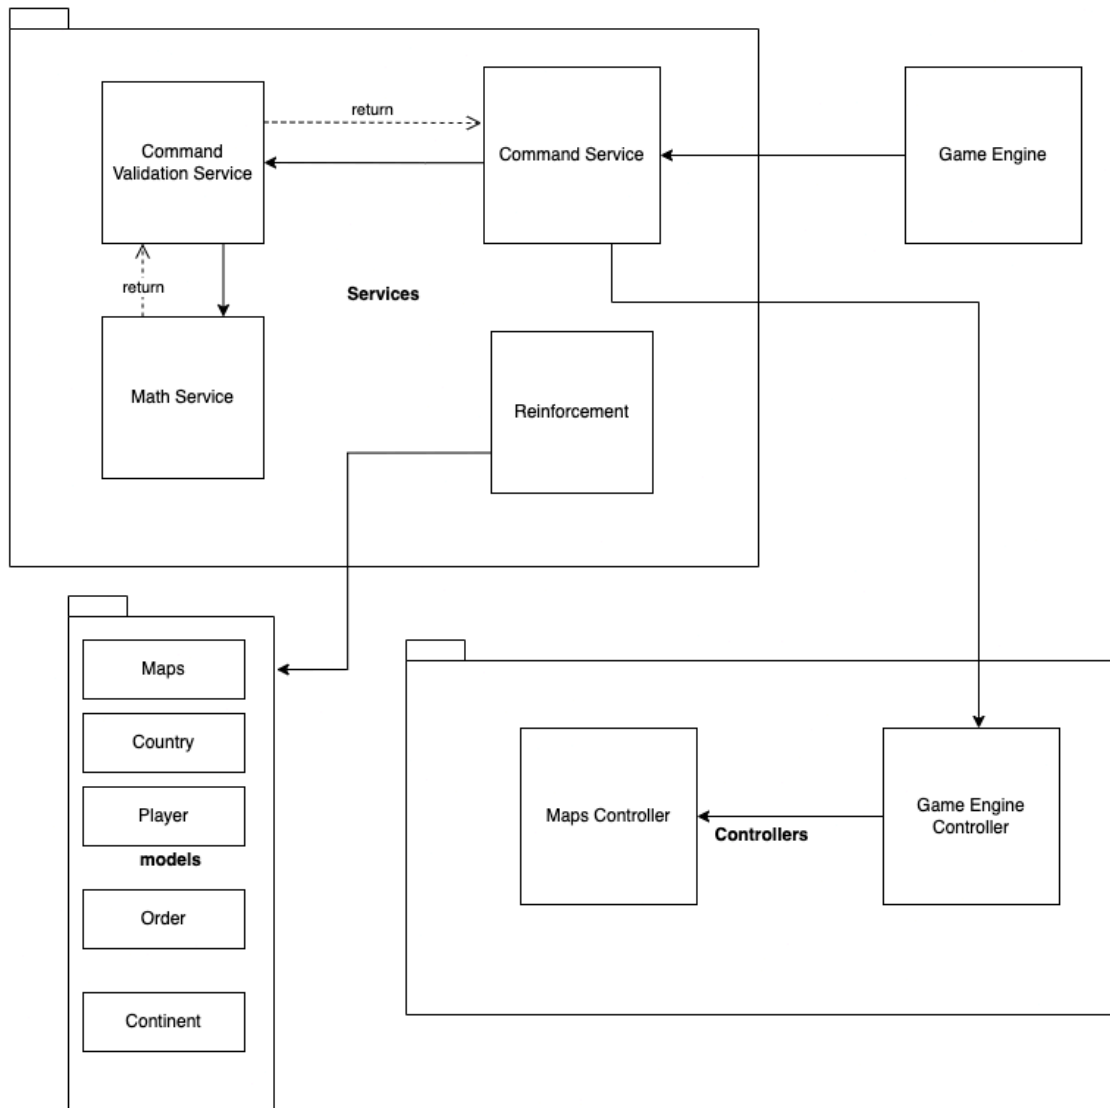 return
Command
Validation Service
Command Service
Game Engine
return
Services
Math Service
Reinforcement
Maps
Country
Player
models
Order
Continent
Maps Controller
Controllers
Game Engine
Controller